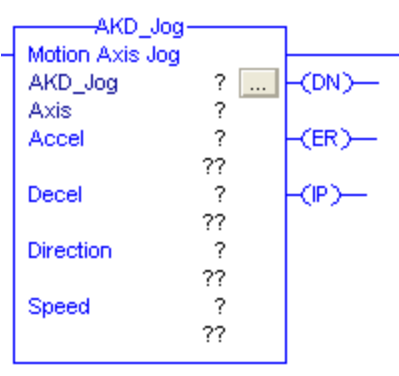 AKD_Jog
Motion Axis Jog
AKD_Jog ? ... (DN)
Axis ?
Accel ? (ER)
??
Decel ? (IP)
??
Direction ?
??
Speed ?
??